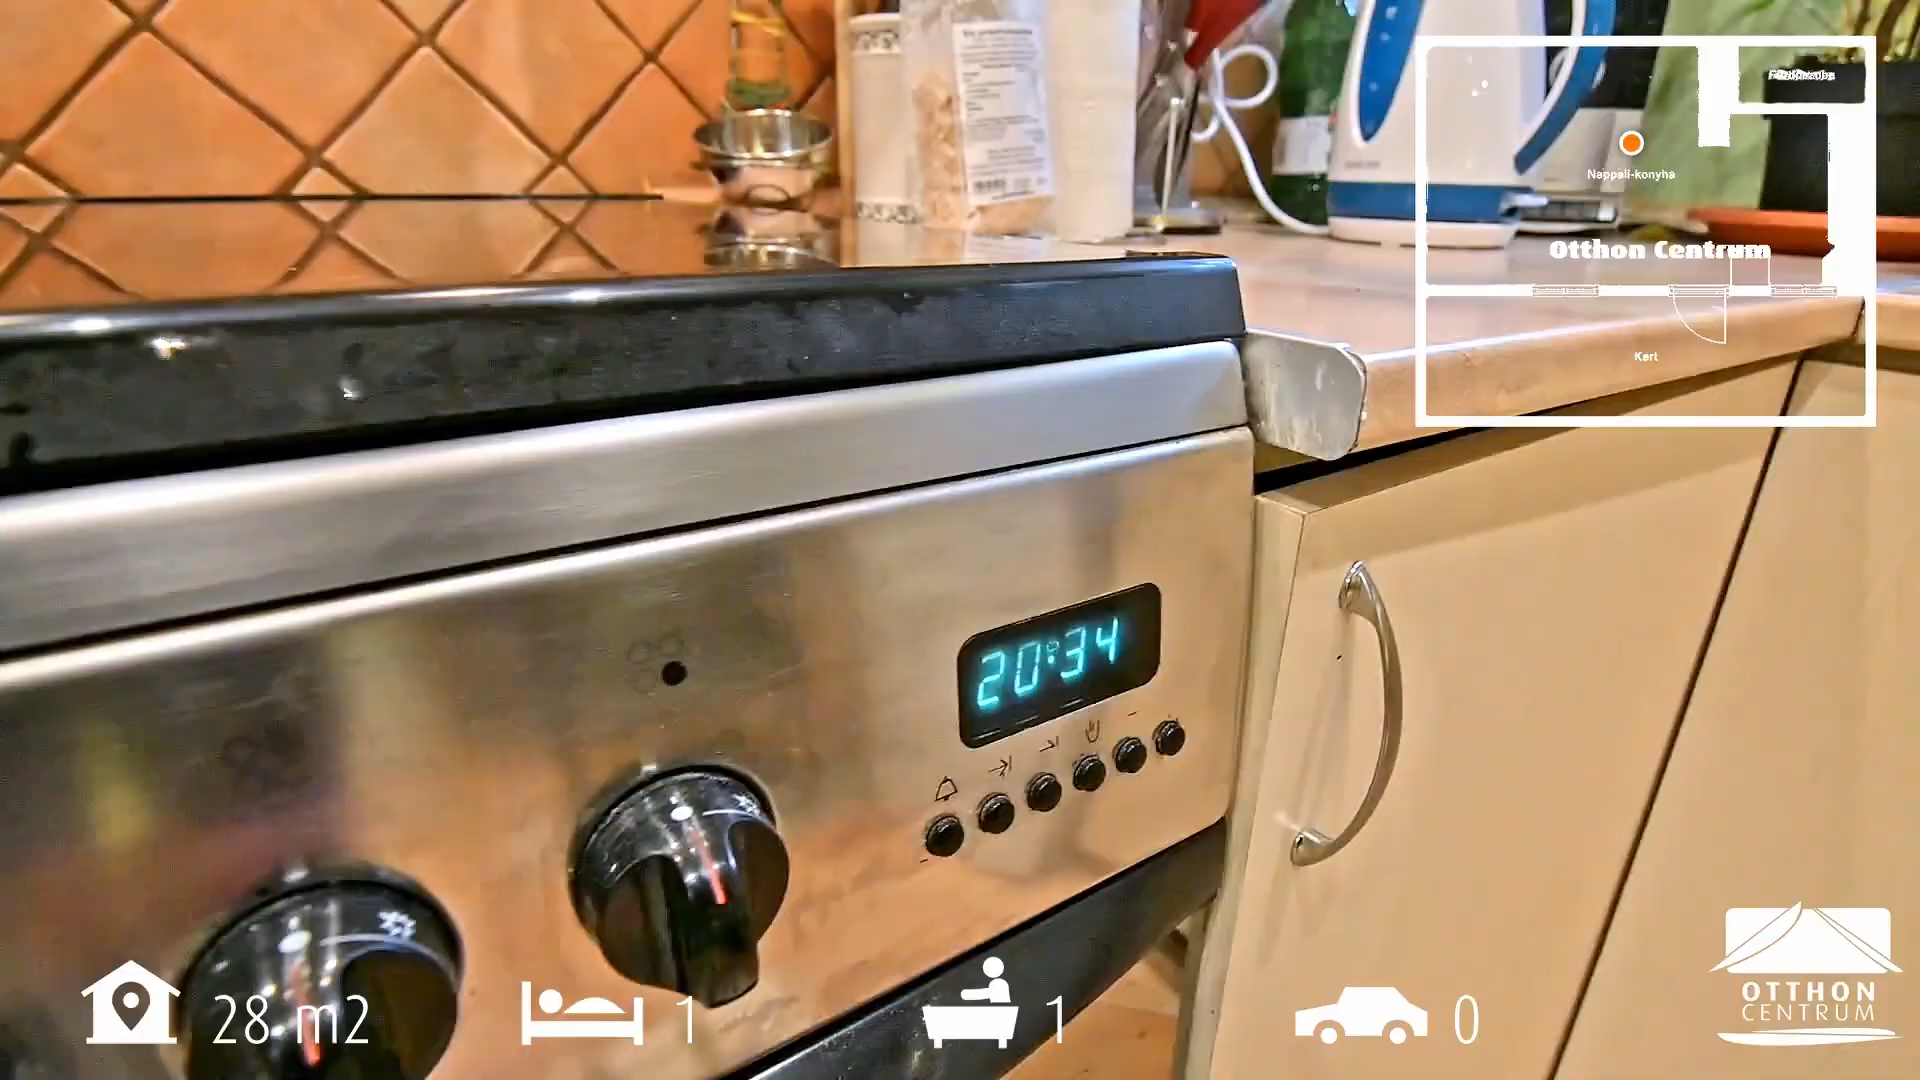 Nappali-konyha
Otthon Centrum
Kert
20:34
28 m2
1
1
0
OTTHON
CENTRUM